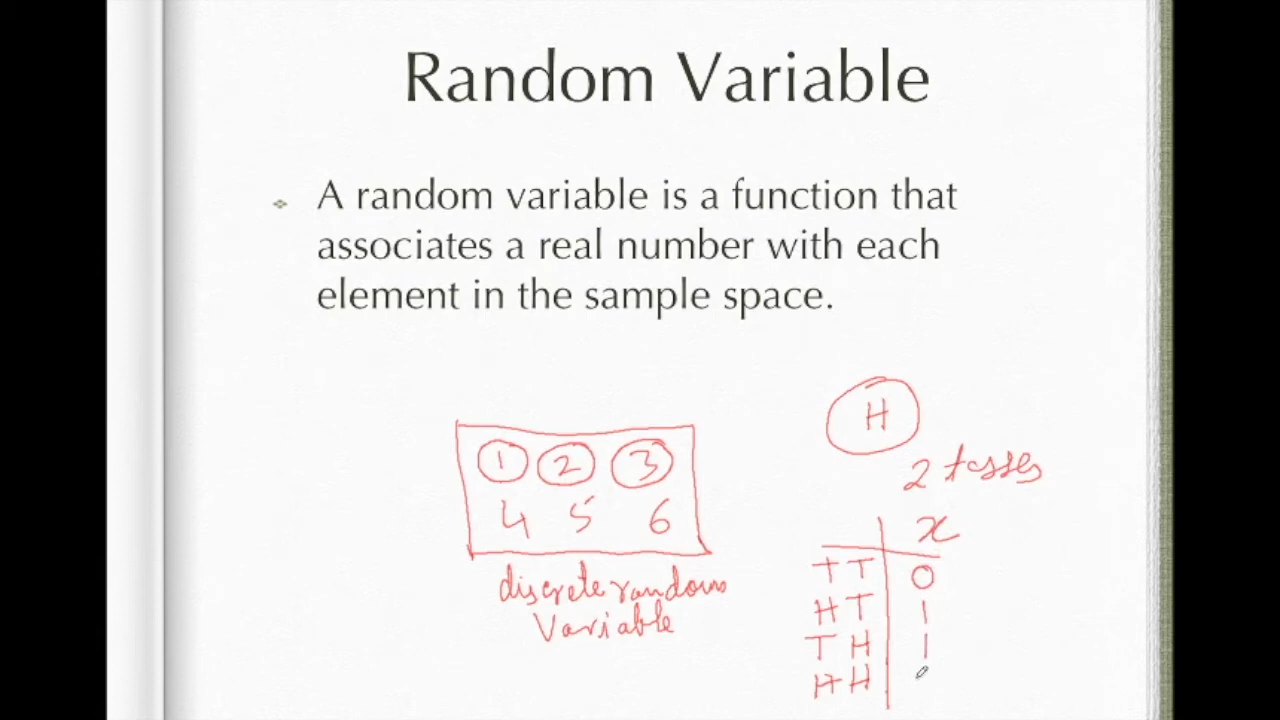 Random Variable
A random variable is a function that
associates a real number with each
element in the sample space.
1 2 3
4 5 6
discrete random
Variable
H
2 tosses
x
TT 0
HT 1
TH 1
HH